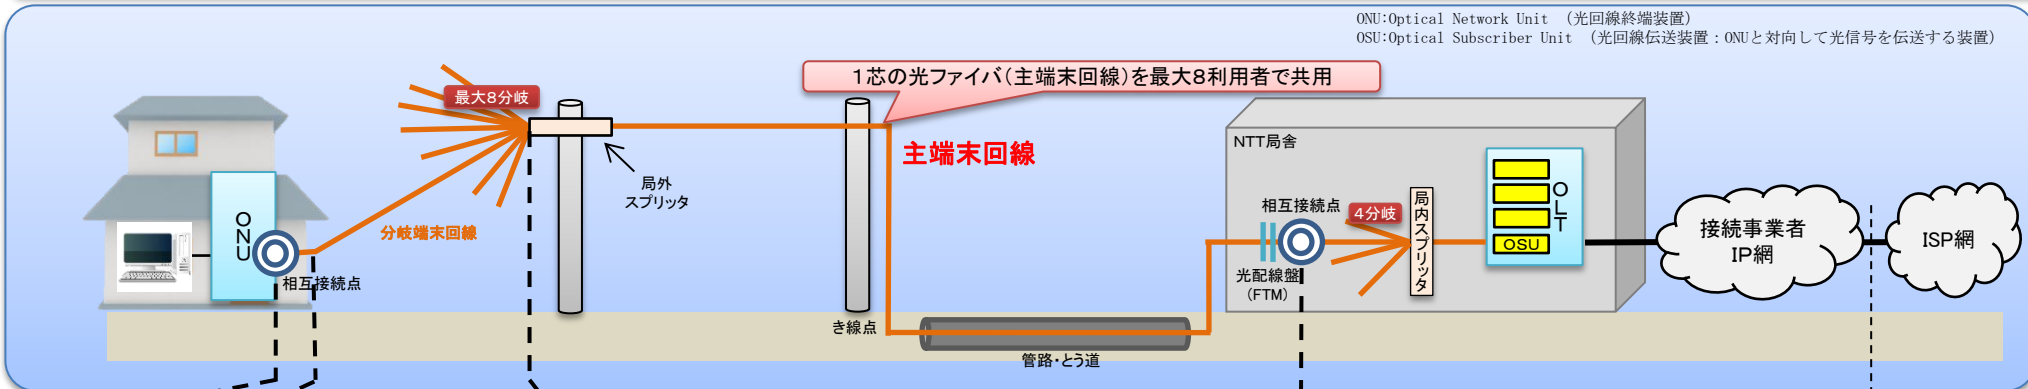 ONU:Optical Network Unit （光回線終端装置）
OSU:Optical Subscriber Unit （光回線伝送装置：ONUと対向して光信号を伝送する装置）
1芯の光ファイバ（主端末回線）を最大8利用者で共用
最大8分岐
主端末回線
NTT局舎
局外
スプリッタ
ONU
分岐端末回線
相互接続点
き線点
管路・とう道
相互接続点
光配線盤
（FTM）
4分岐
局内スプリッタ
OLT
OSU
接続事業者
IP網
ISP網